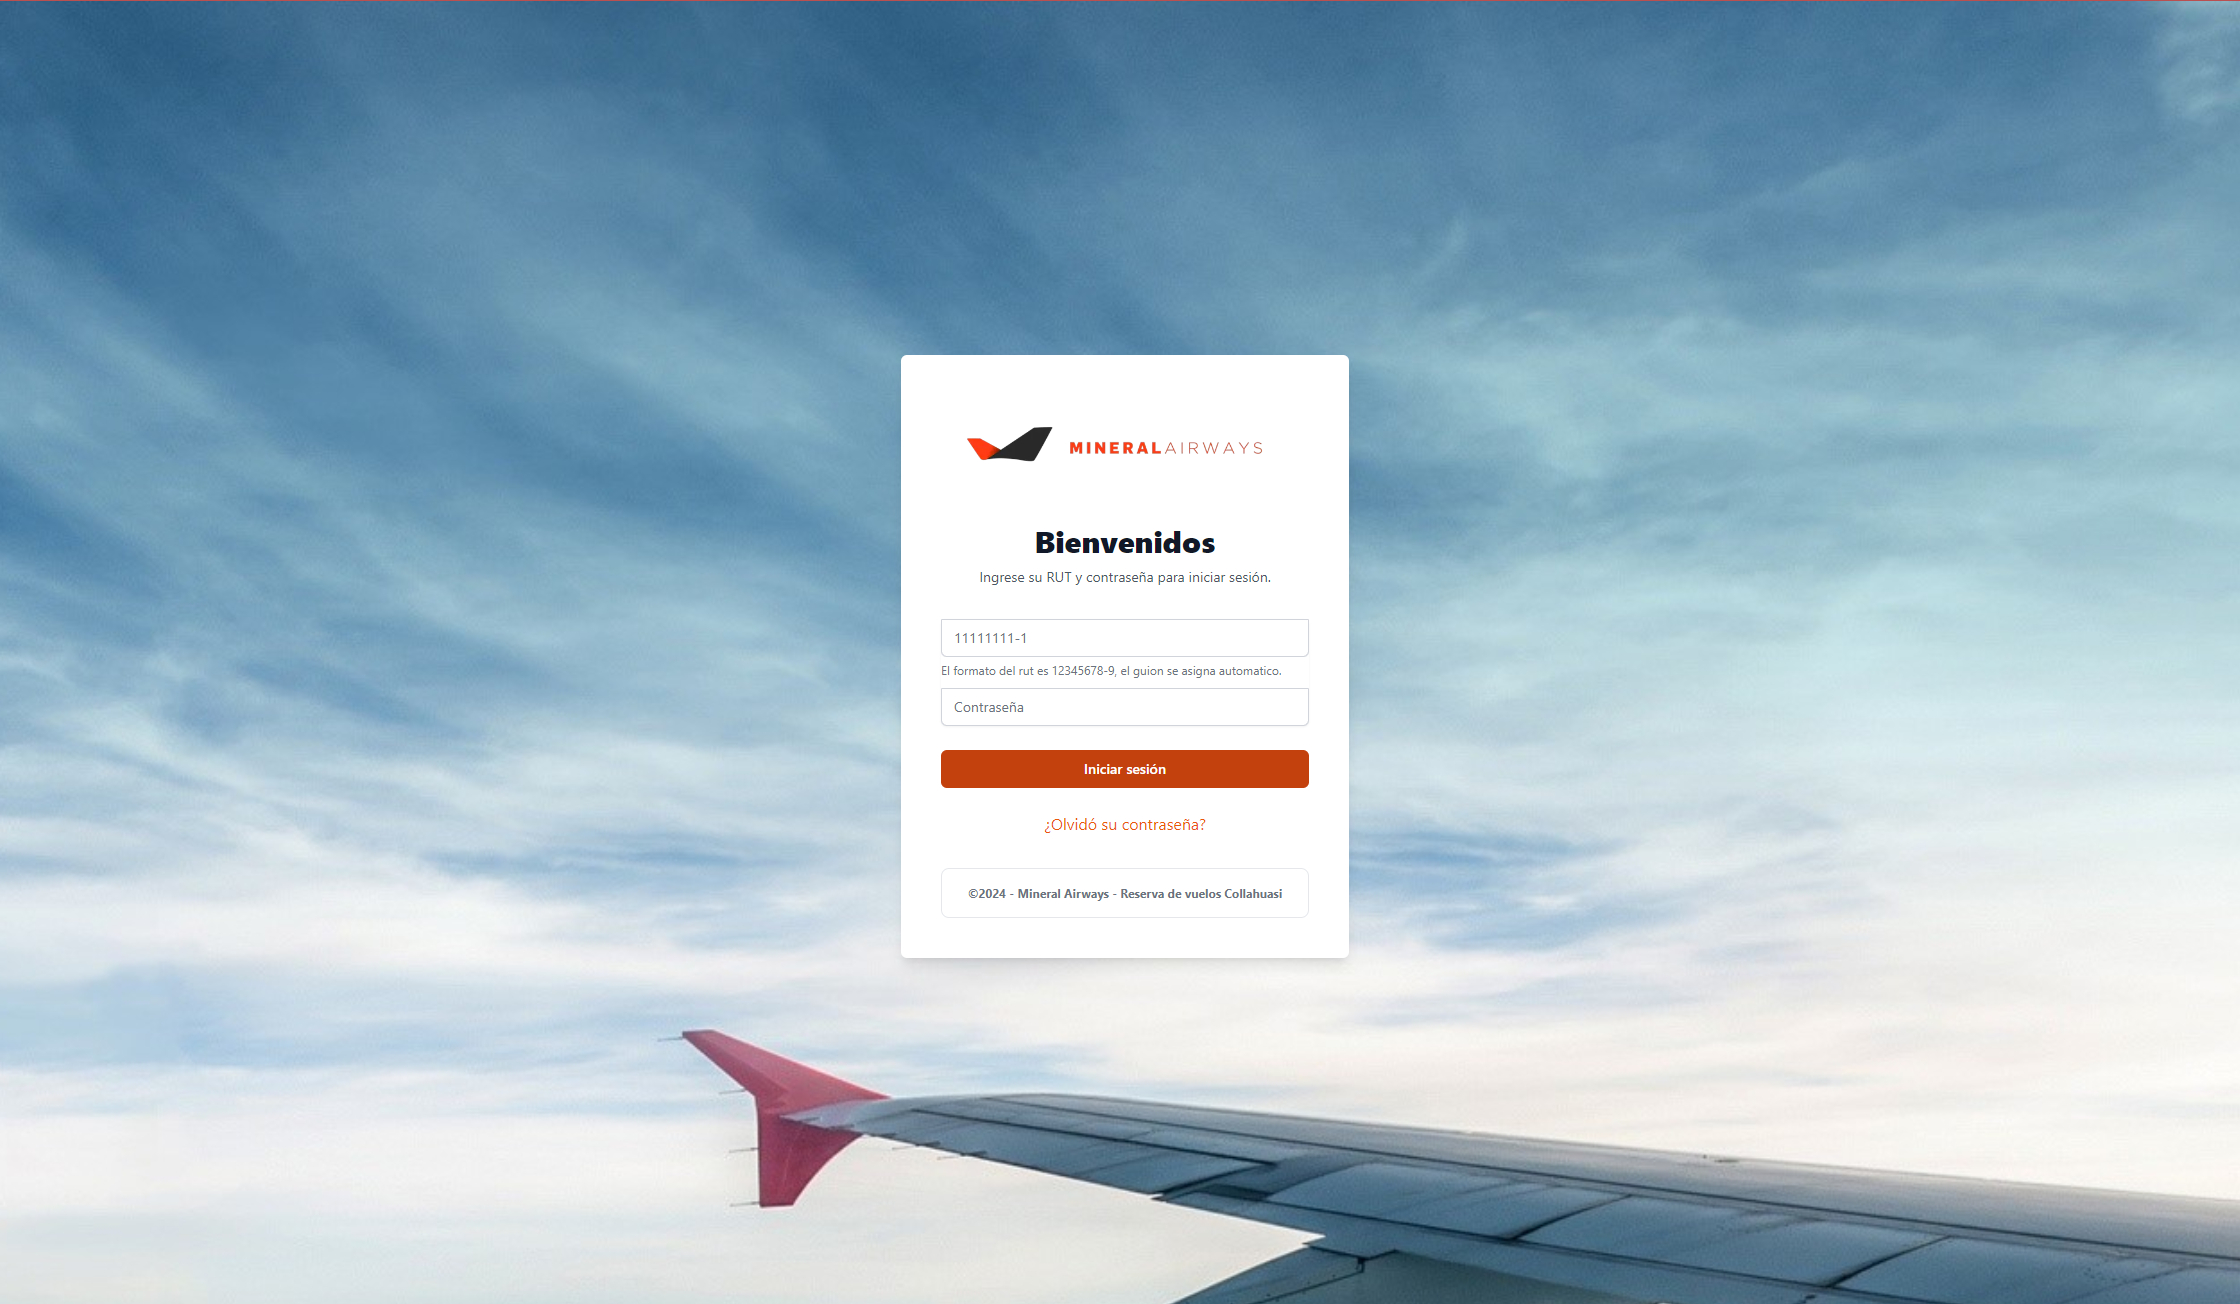 MINERALAIRWAYS
Bienvenidos
Ingrese su RUT y contraseña para iniciar sesión.
11111111-1
El formato del rut es 12345678-9, el guion se asigna automatico.
Contraseña
Iniciar sesión
¿Olvidó su contraseña?
©2024 - Mineral Airways - Reserva de vuelos Collahuasi